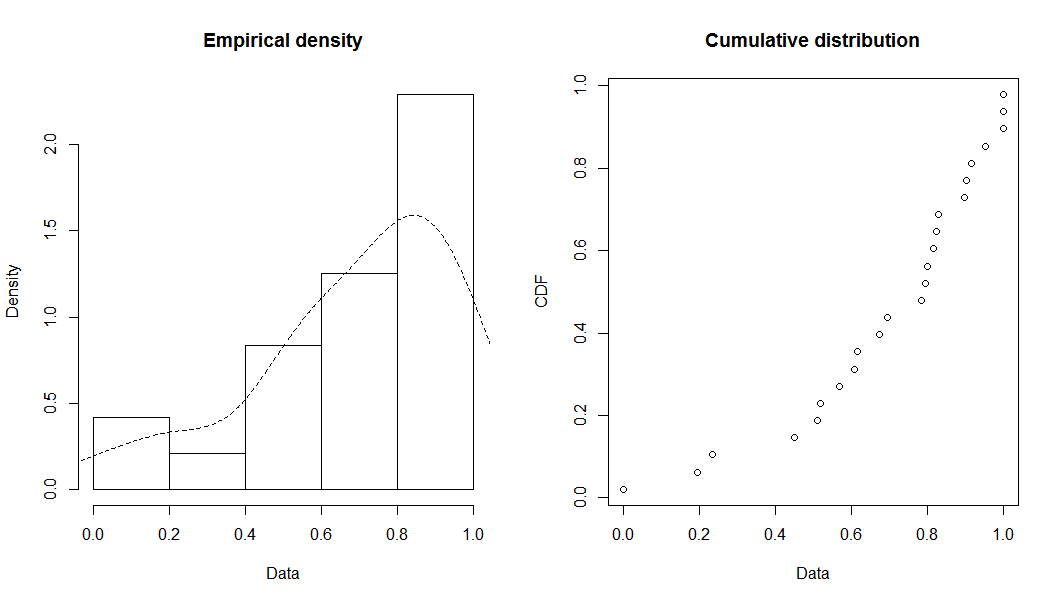 Empirical density
Density
0.0 0.5 1.0 1.5 2.0
0.0 0.2 0.4 0.6 0.8 1.0
Data
Cumulative distribution
CDF
0.0 0.2 0.4 0.6 0.8 1.0
0.0 0.2 0.4 0.6 0.8 1.0
Data